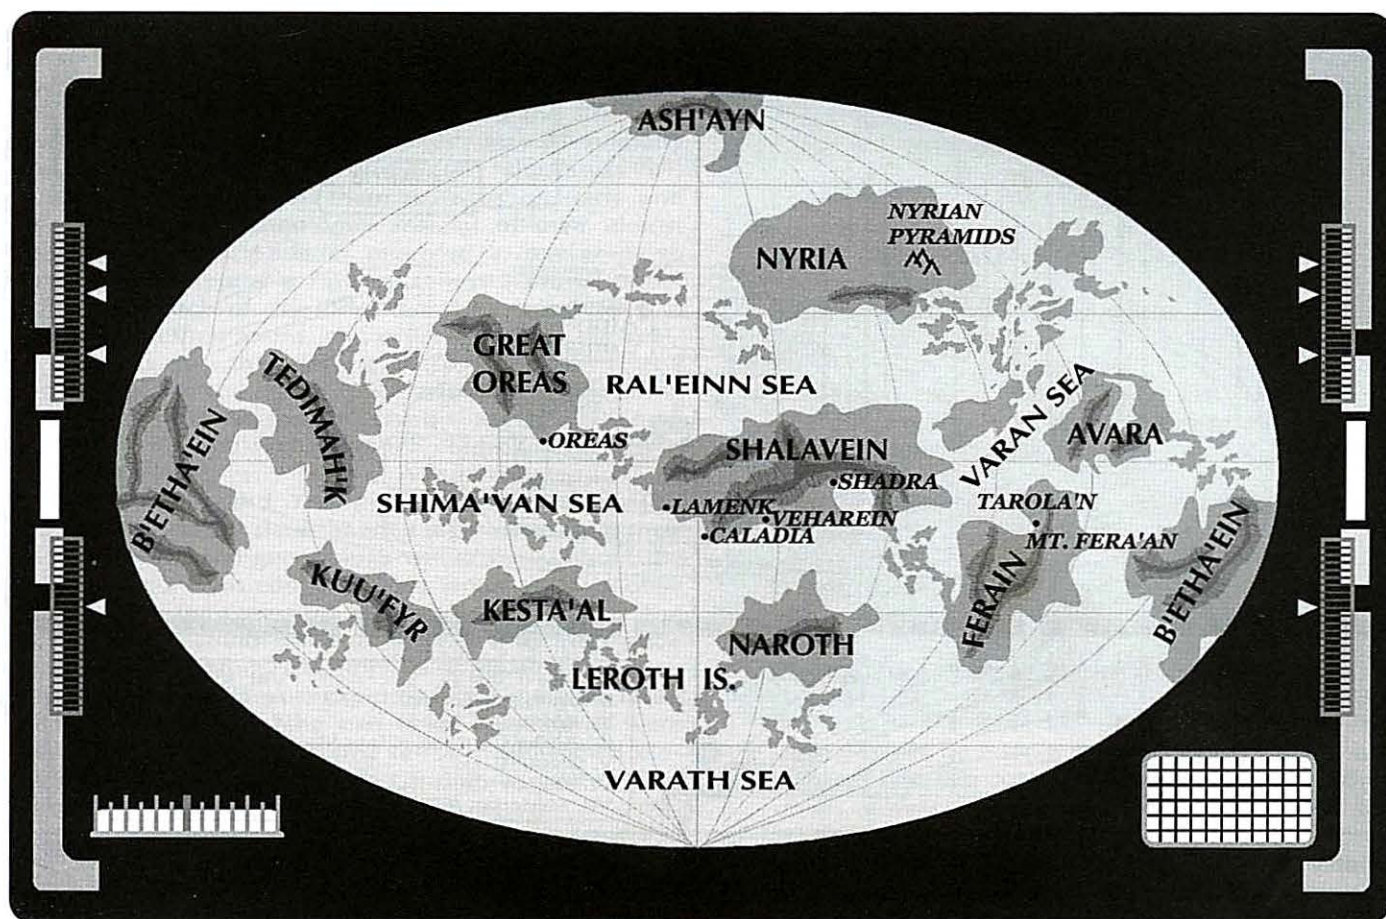 ASH'AYN
NYRIAN
PYRAMIDS
NYRIA
GREAT
OREAS
TEDIMAH'K
RAL'EINN SEA
VARAN SEA
B'ETHA'EIN
OREAS
SHALAVEIN
AVARA
SHADRA
SHIMA'VAN SEA
LAMENK
VEHAREIN
CALADIA
TAROLA'N
MT. FERA'AN
B'ETHA'EIN
KUU'FYR
KESTA'AL
FERAIN
NAROTH
LEROTH IS.
VARATH SEA